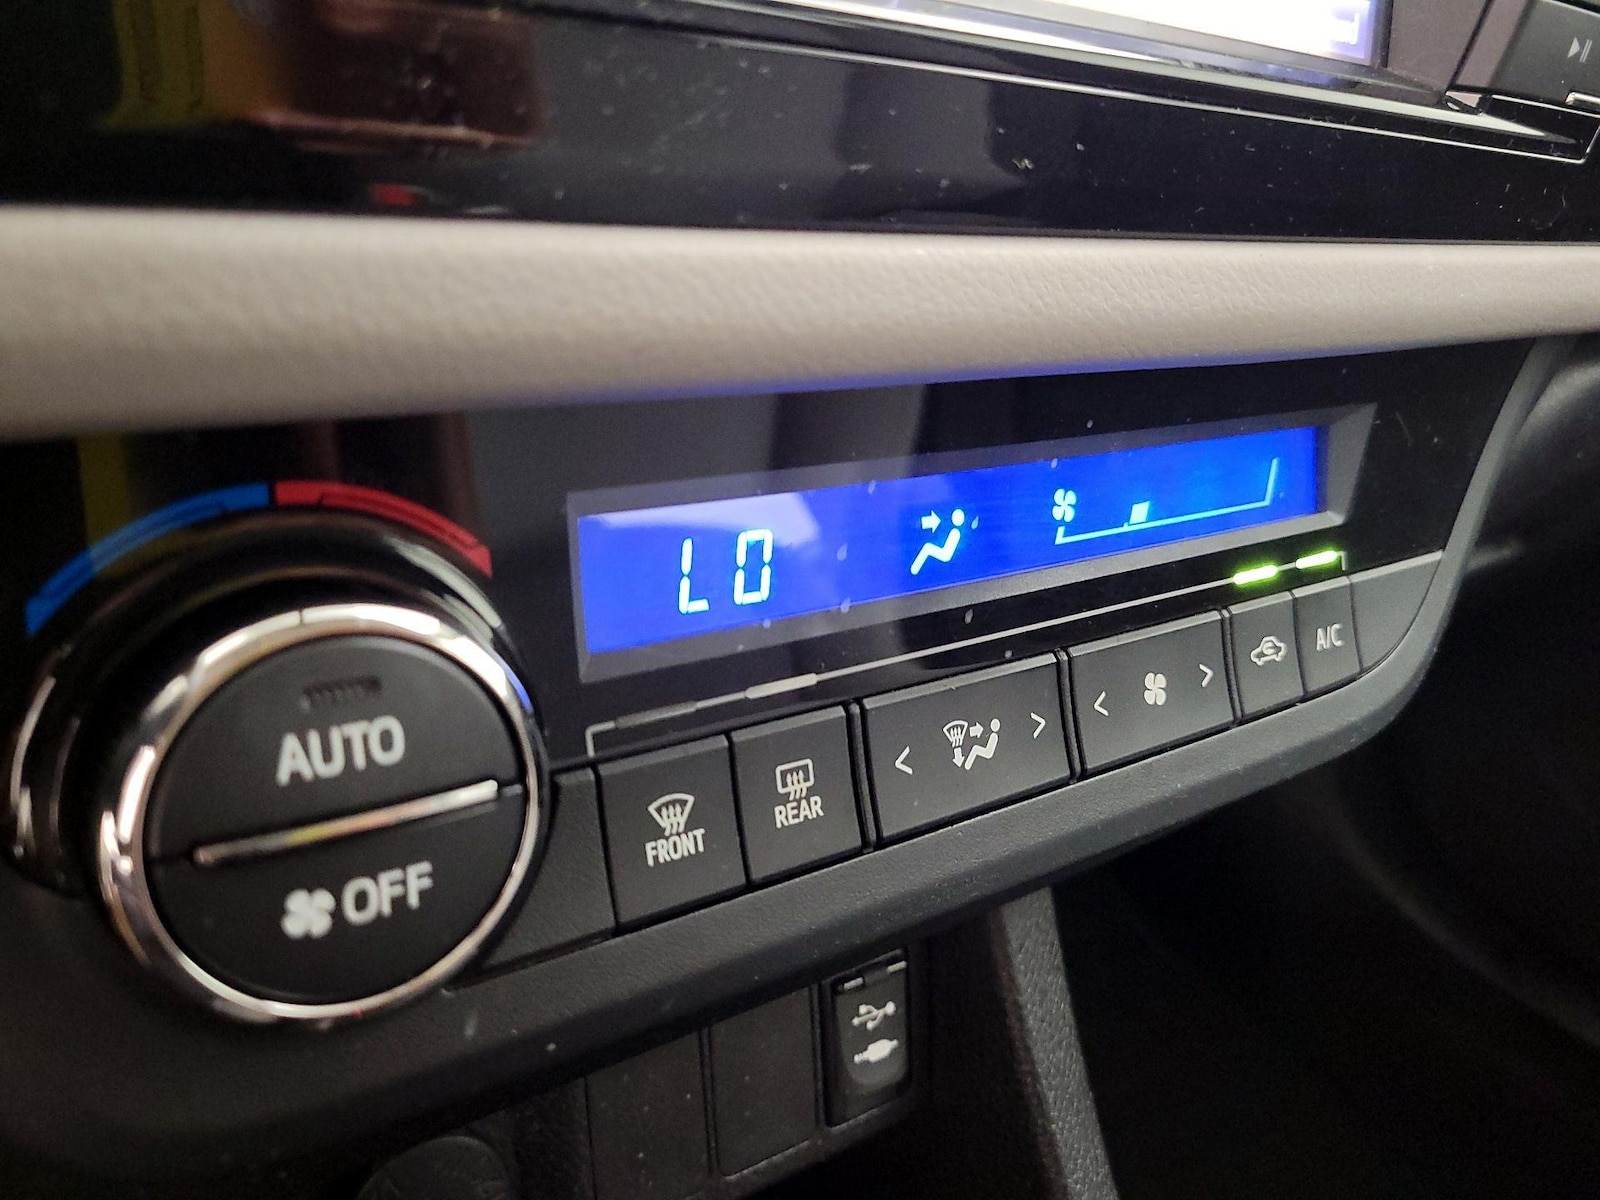 LO
AUTO
OFF
FRONT
REAR
< >
< >
A/C